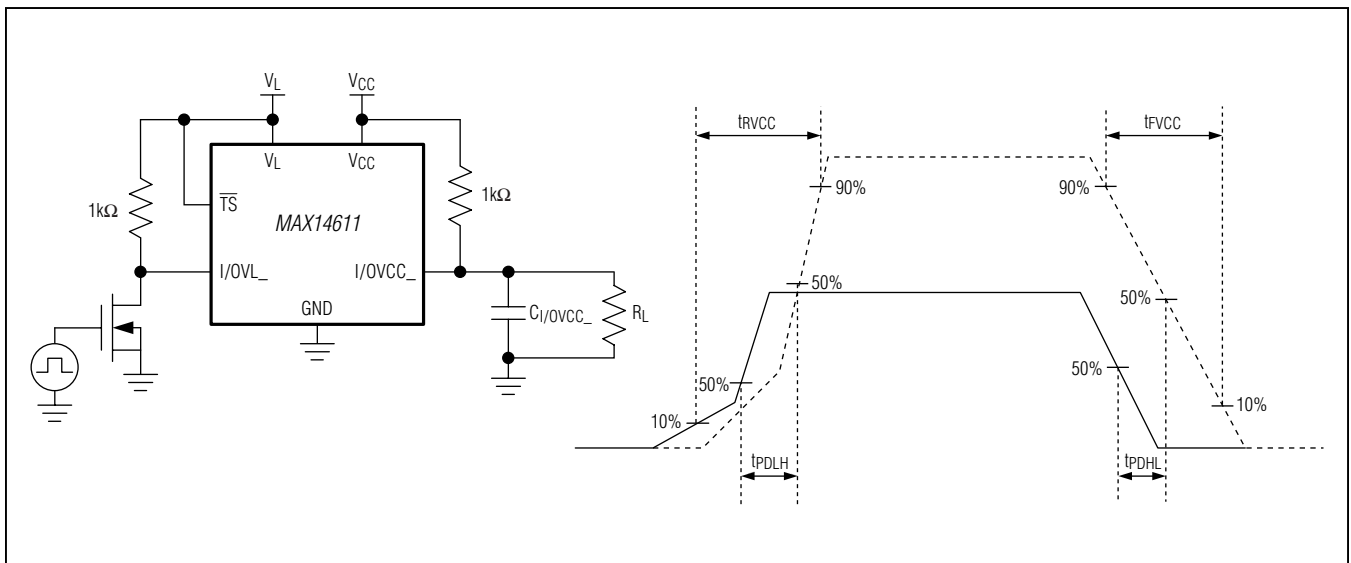 VL
VCC
VL
VCC
1kΩ
1kΩ
TS
MAX14611
I/OVL_
I/OVCC_
GND
CI/OVCC_
RL
tRVCC
tFVCC
90%
90%
50%
50%
50%
50%
10%
10%
tPDLH
tPDHL